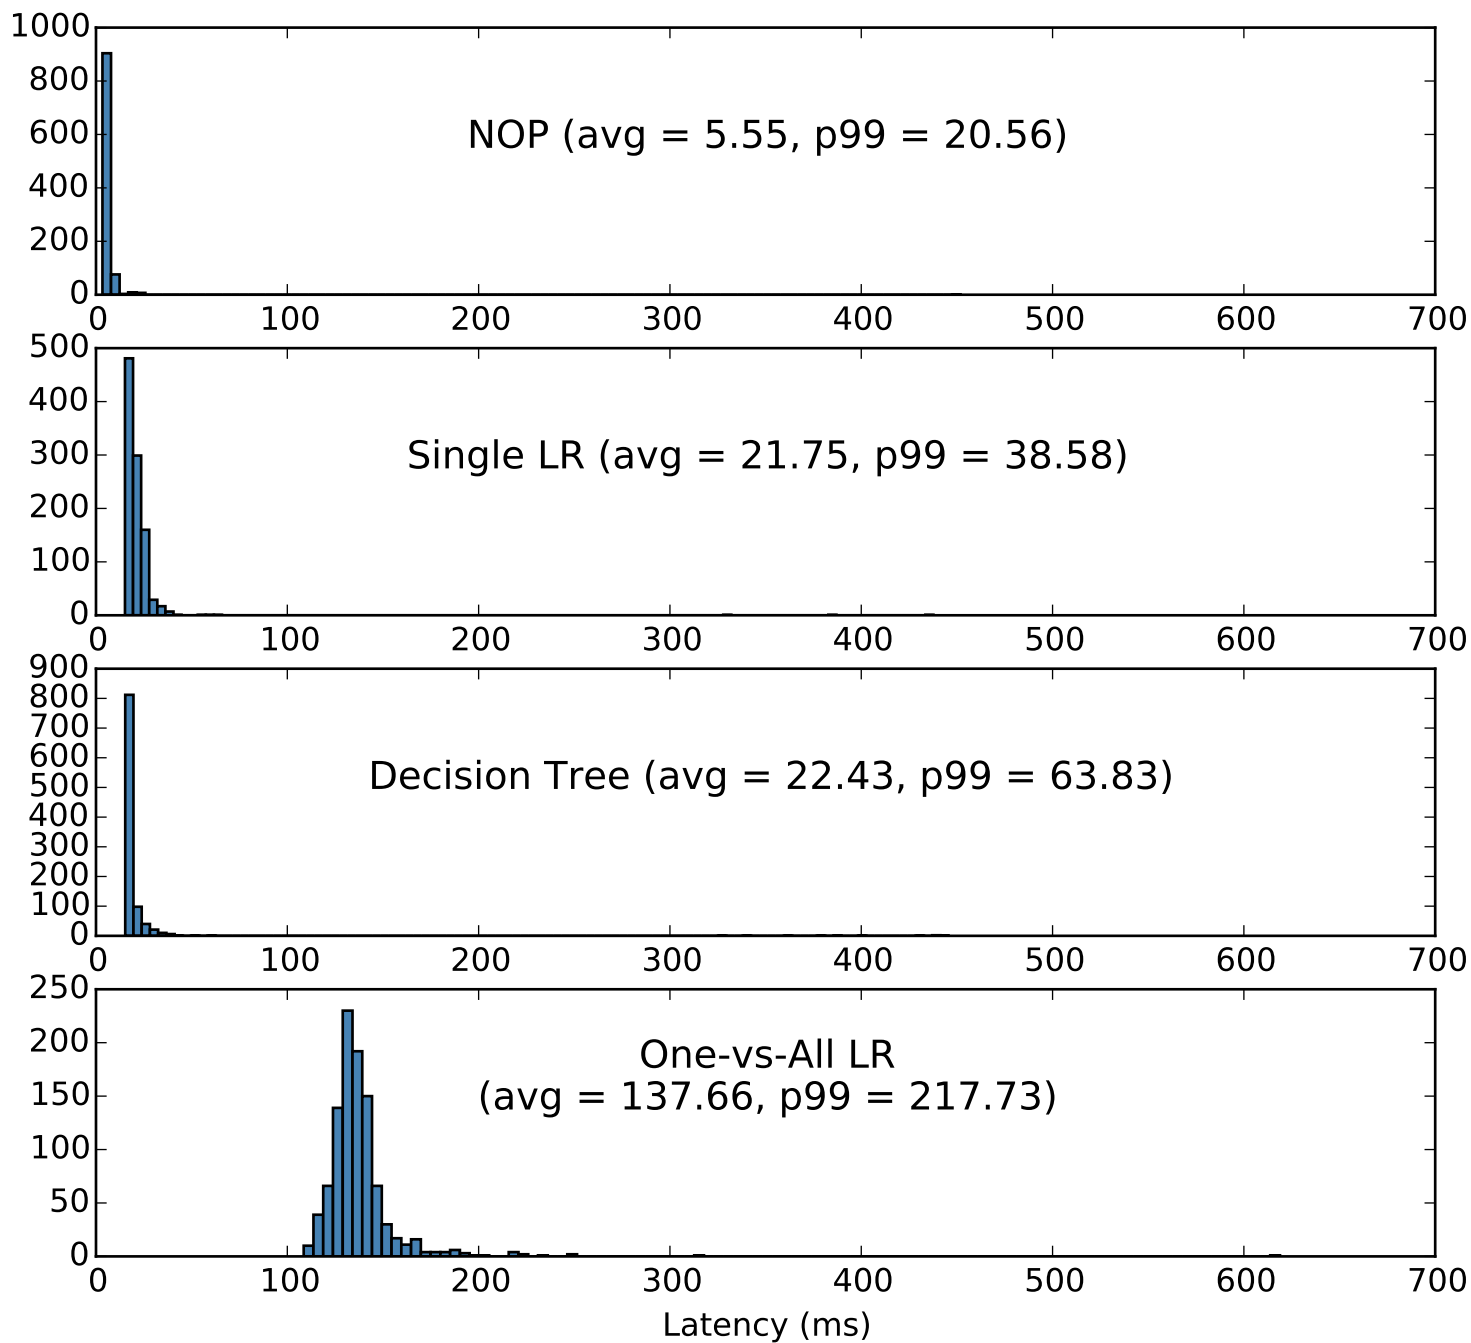 1000
800
600
400
200
0
NOP (avg = 5.55, p99 = 20.56)
0 100 200 300 400 500 600 700
500
400
300
200
100
0
Single LR (avg = 21.75, p99 = 38.58)
0 100 200 300 400 500 600 700
900
800
700
600
500
400
300
200
100
0
Decision Tree (avg = 22.43, p99 = 63.83)
0 100 200 300 400 500 600 700
250
200
150
100
50
0
One-vs-All LR
(avg = 137.66, p99 = 217.73)
0 100 200 300 400 500 600 700
Latency (ms)